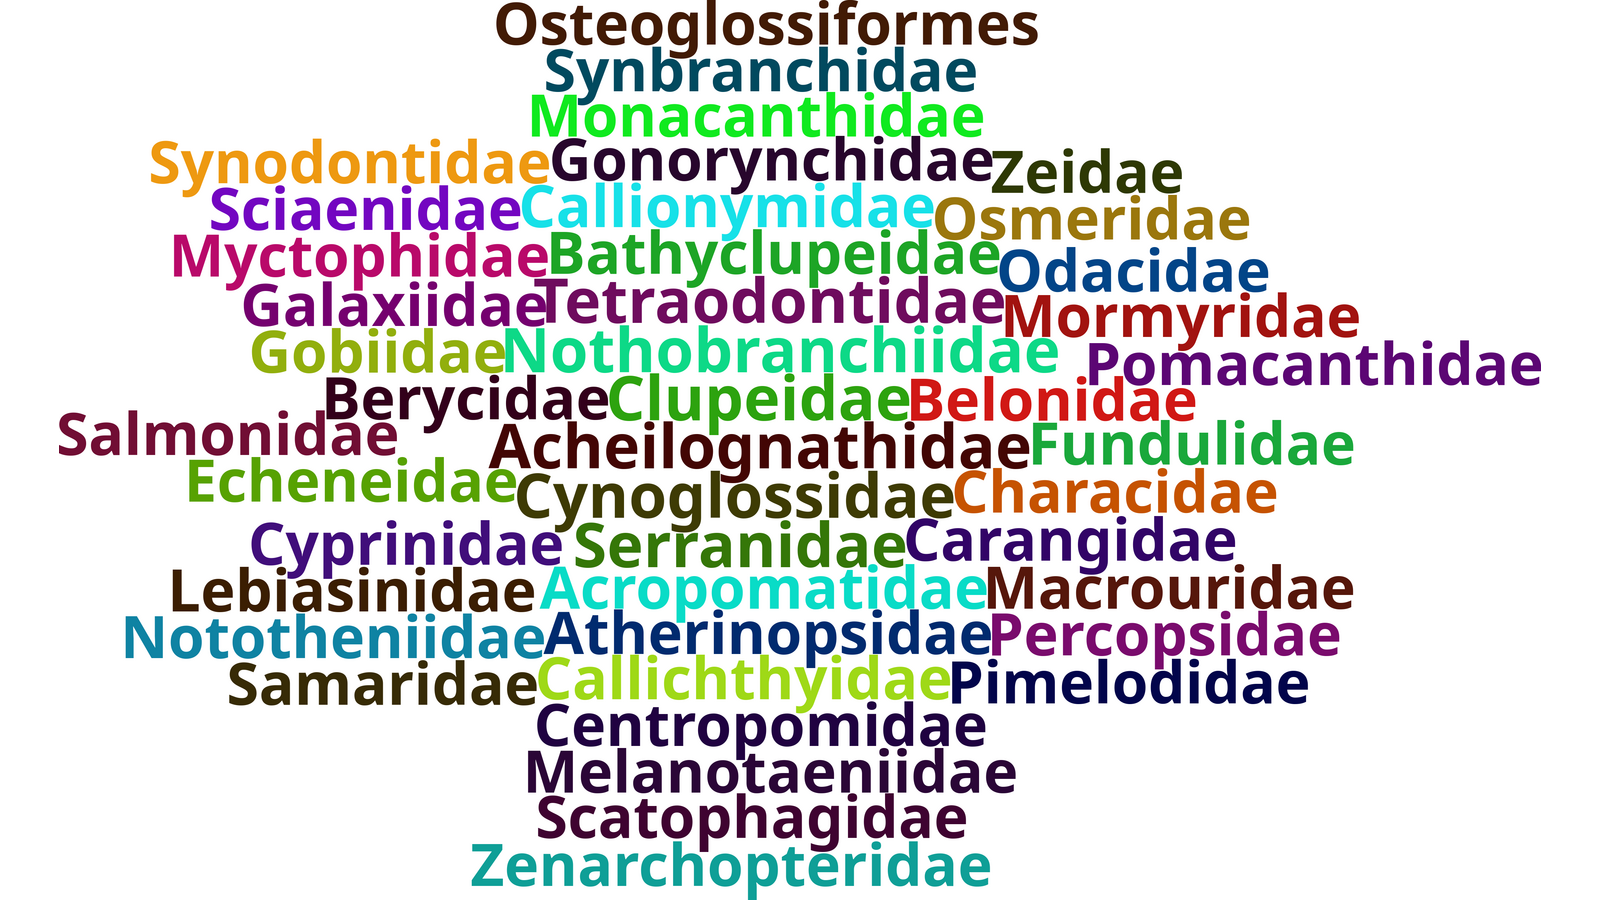 Osteoglossiformes
Synbranchidae
Monacanthidae
Synodontidae Gonorynchidae Zeidae
Sciaenidae Callionymidae Osmeridae
Myctophidae Bathyclupeidae Odacidae
Galaxiidae Tetraodontidae Mormyridae
Gobiidae Nothobranchiidae Pomacanthidae
Berycidae Clupeidae Belonidae
Salmonidae Acheilognathidae Fundulidae
Echeneidae Cynoglossidae Characidae
Cyprinidae Serranidae Carangidae
Lebiasinidae Acropomatidae Macrouridae
Nototheniidae Atherinopsidae Percopsidae
Samaridae Callichthyidae Pimelodidae
Centropomidae
Melanotaeniidae
Scatophagidae
Zenarchopteridae